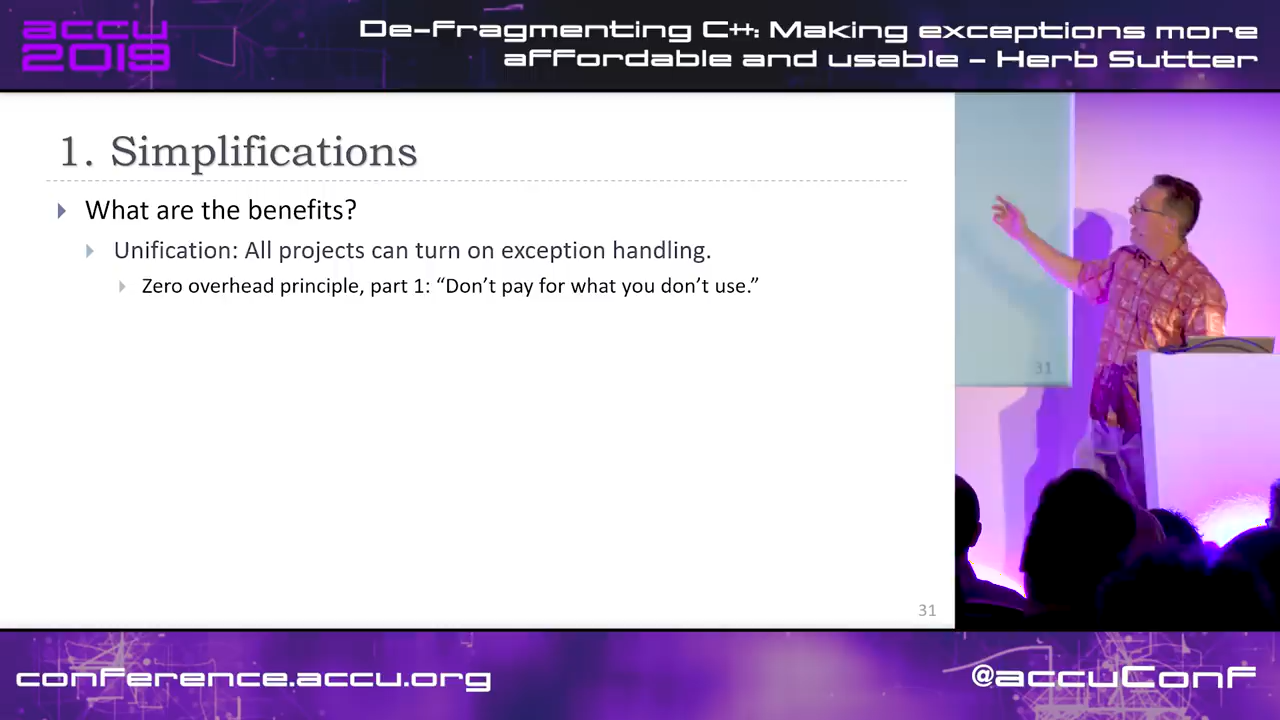 accu
2019
De-Fragmenting C++: Making exceptions more
affordable and usable - Herb Sutter
1. Simplifications
What are the benefits?
Unification: All projects can turn on exception handling.
Zero overhead principle, part 1: “Don’t pay for what you don’t use.”
31
31
conference.accu.org
@accuConf